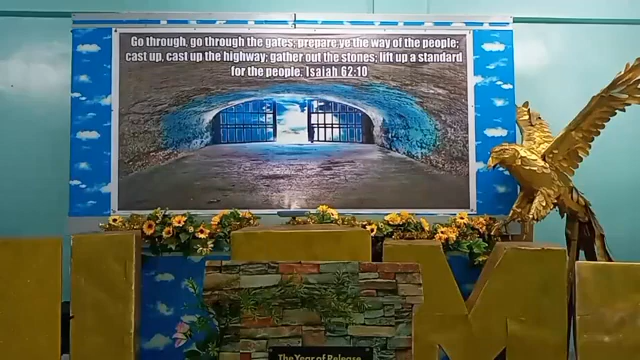 Go through, go through the gates; prepare ye the way of the people;
cast up, cast up the highway; gather out the stones; lift up a standard
for the people. Isaiah 62:10
The Year of Release